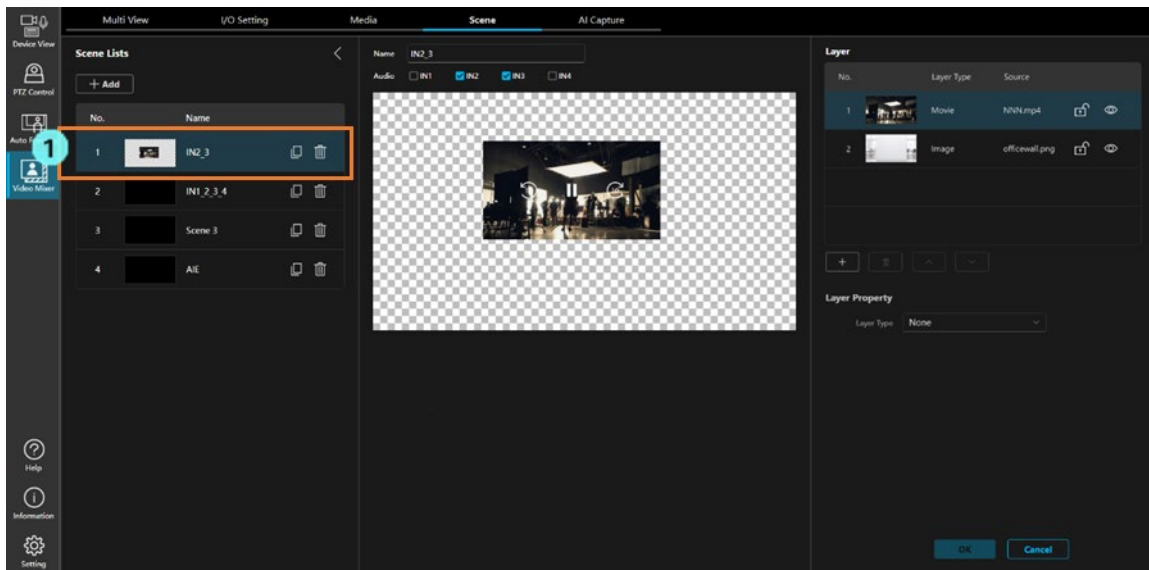 Multi View
I/O Setting
Media
Scene
AI Capture
Device View
PTZ Control
Video Mixer
Help
Information
Setting
1
Scene Lists
+ Add
No. Name
1 IN2_3
2 IN1_2_3_4
3 Scene 3
4 AIE
Name IN2_3
Audio IN1 IN2 IN3 IN4
Layer
No. Layer Type Source
1 Movie NNN.mp4
2 Image officewall.png
Layer Property
Layer Type None
OK Cancel